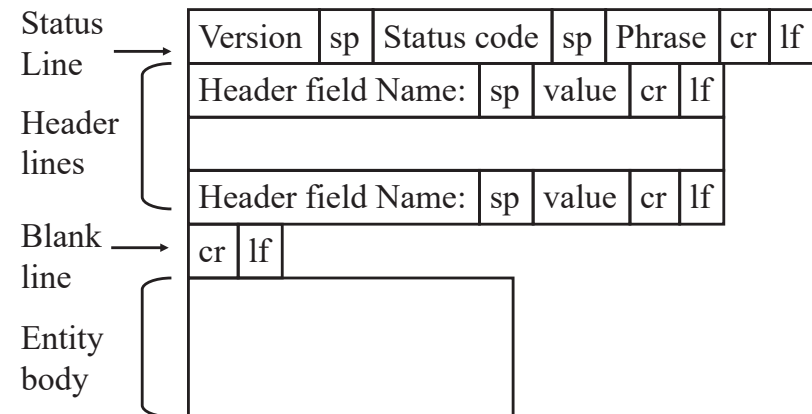 Status
Line
Version sp Status code sp Phrase cr lf
Header field Name: sp value cr lf
Header
lines
Header field Name: sp value cr lf
Blank
line
cr lf
Entity
body